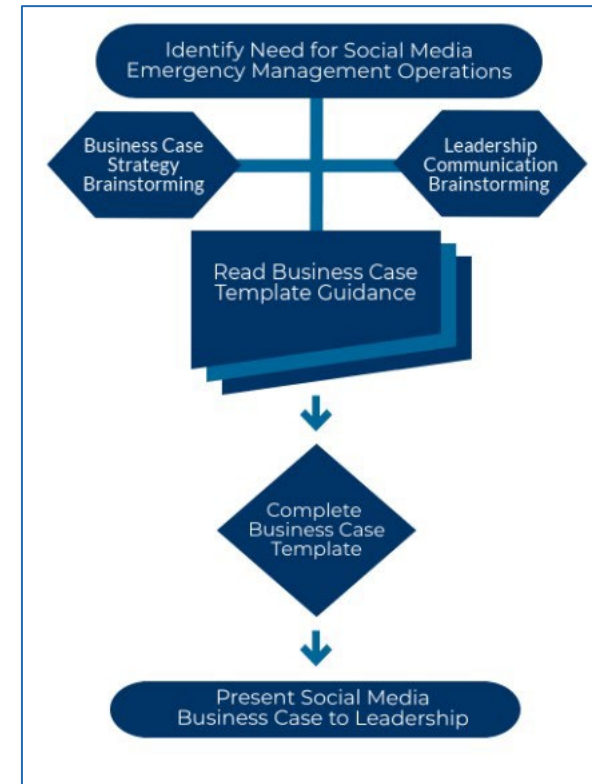 Identify Need for Social Media
Emergency Management Operations
Business Case
Strategy
Brainstorming
Leadership
Communication
Brainstorming
Read Business Case
Template Guidance
Complete
Business Case
Template
Present Social Media
Business Case to Leadership